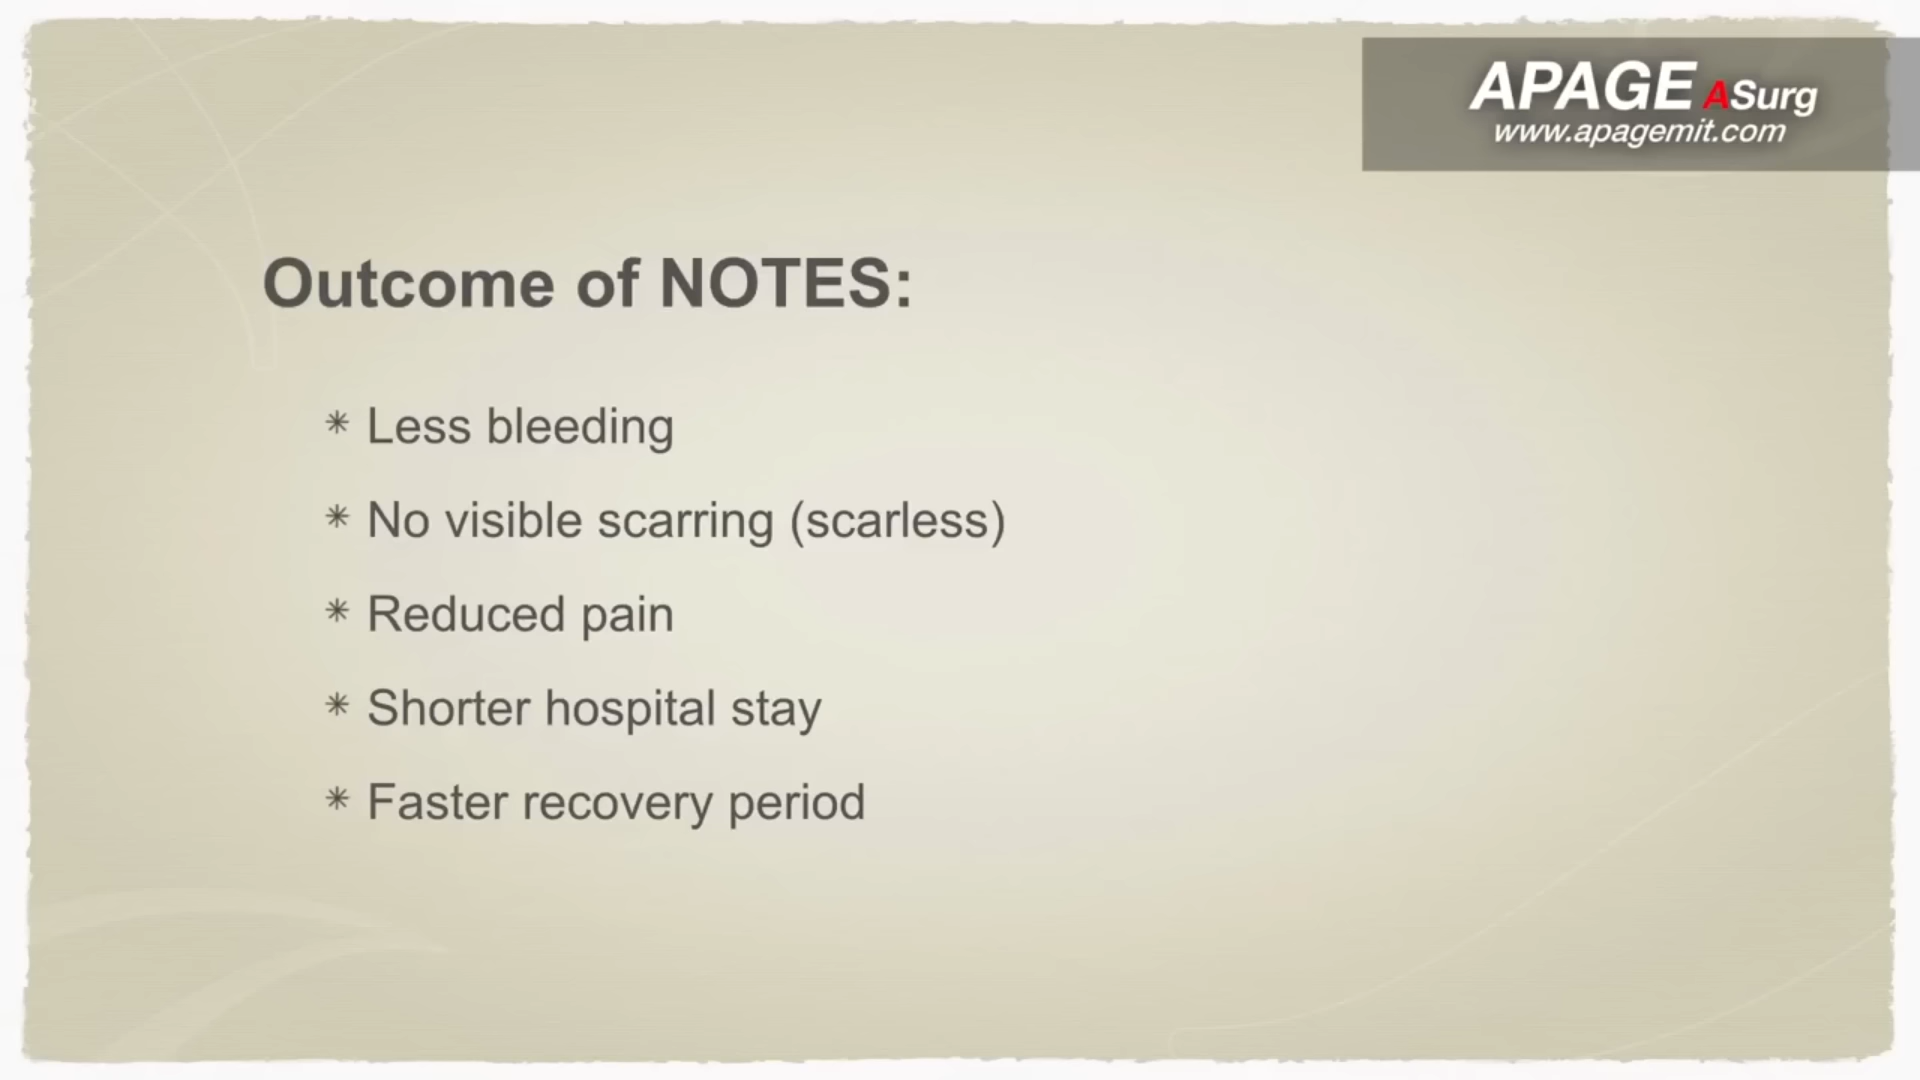 APAGE ASurg
www.apagemit.com
Outcome of NOTES:
* Less bleeding
* No visible scarring (scarless)
* Reduced pain
* Shorter hospital stay
* Faster recovery period